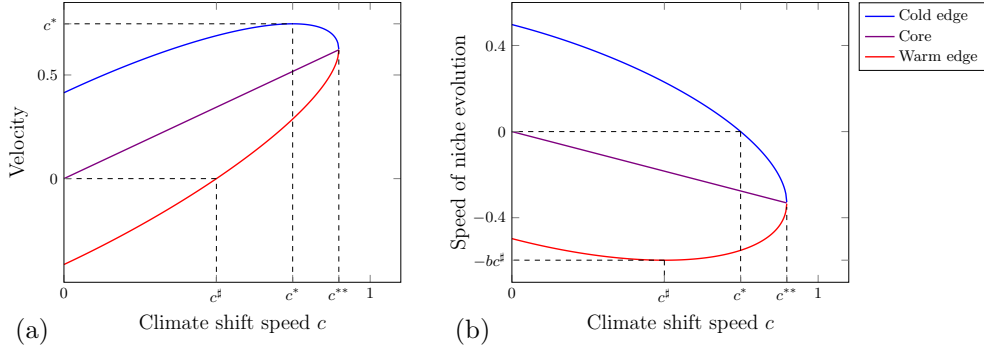 c*
0.5
0
Velocity
0
c♯
c*
c**
1
Climate shift speed c
(a)
0.4
0
−0.4
−bc♯
Speed of niche evolution
0
c♯
c*
c**
1
Climate shift speed c
(b)
Cold edge
Core
Warm edge